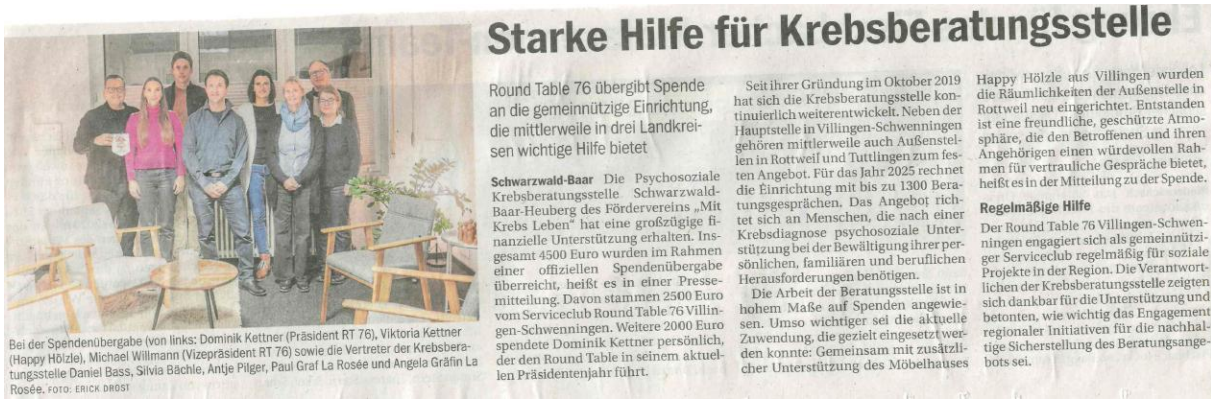 Starke Hilfe für Krebsberatungsstelle
Round Table 76 übergibt Spende
an die gemeinnützige Einrichtung,
die mittlerweile in drei Landkrei-
sen wichtige Hilfe bietet
Schwarzwald-Baar Die Psychosoziale
Krebsberatungsstelle Schwarzwald-
Baar-Heuberg des Fördervereins „Mit
Krebs Leben“ hat eine großzügige fi-
nanzielle Unterstützung erhalten. Ins-
gesamt 4500 Euro wurden im Rahmen
einer offiziellen Spendenübergabe
überreicht, heißt es in einer Presse-
mitteilung. Davon stammen 2500 Euro
vom Serviceclub Round Table 76 Villin-
gen-Schwenningen. Weitere 2000 Euro
spendete Dominik Kettner persönlich,
der den Round Table in seinem aktuel-
len Präsidentenjahr führt.
Seit ihrer Gründung im Oktober 2019
hat sich die Krebsberatungsstelle kon-
tinuierlich weiterentwickelt. Neben der
Hauptstelle in Villingen-Schwenningen
gehören mittlerweile auch Außenstel-
len in Rottweil und Tuttlingen zum fes-
ten Angebot. Für das Jahr 2025 rechnet
die Einrichtung mit bis zu 1300 Bera-
tungsgesprächen. Das Angebot rich-
tet sich an Menschen, die nach einer
Krebsdiagnose psychosoziale Unter-
stützung bei der Bewältigung ihrer per-
sönlichen, familiären und beruflichen
Herausforderungen benötigen.
Die Arbeit der Beratungsstelle ist in
hohem Maße auf Spenden angewie-
sen. Umso wichtiger sei die aktuelle
Zuwendung, die gezielt eingesetzt wer-
den konnte: Gemeinsam mit zusätzli-
cher Unterstützung des Möbelhauses
Happy Hölzle aus Villingen wurden
die Räumlichkeiten der Außenstelle in
Rottweil neu eingerichtet. Entstanden
ist eine freundliche, geschützte Atmo-
sphäre, die den Betroffenen und ihren
Angehörigen einen würdevollen Rah-
men für vertrauliche Gespräche bietet,
heißt es in der Mitteilung zu der Spende.
Regelmäßige Hilfe
Der Round Table 76 Villingen-Schwen-
ningen engagiert sich als gemeinnützi-
ger Serviceclub regelmäßig für soziale
Projekte in der Region. Die Verantwort-
lichen der Krebsberatungsstelle zeigten
sich dankbar für die Unterstützung und
betonten, wie wichtig das Engagement
regionaler Initiativen für die nachhal-
tige Sicherstellung des Beratungsange-
bots sei.
Bei der Spendenübergabe (von links: Dominik Kettner (Präsident RT 76), Viktoria Kettner
(Happy Hölzle), Michael Willmann (Vizepräsident RT 76) sowie die Vertreter der Krebsbera-
tungsstelle Daniel Bass, Silvia Bächle, Antje Pilger, Paul Graf La Rosée und Angela Gräfin La
Rosée. FOTO: ERICK DROST